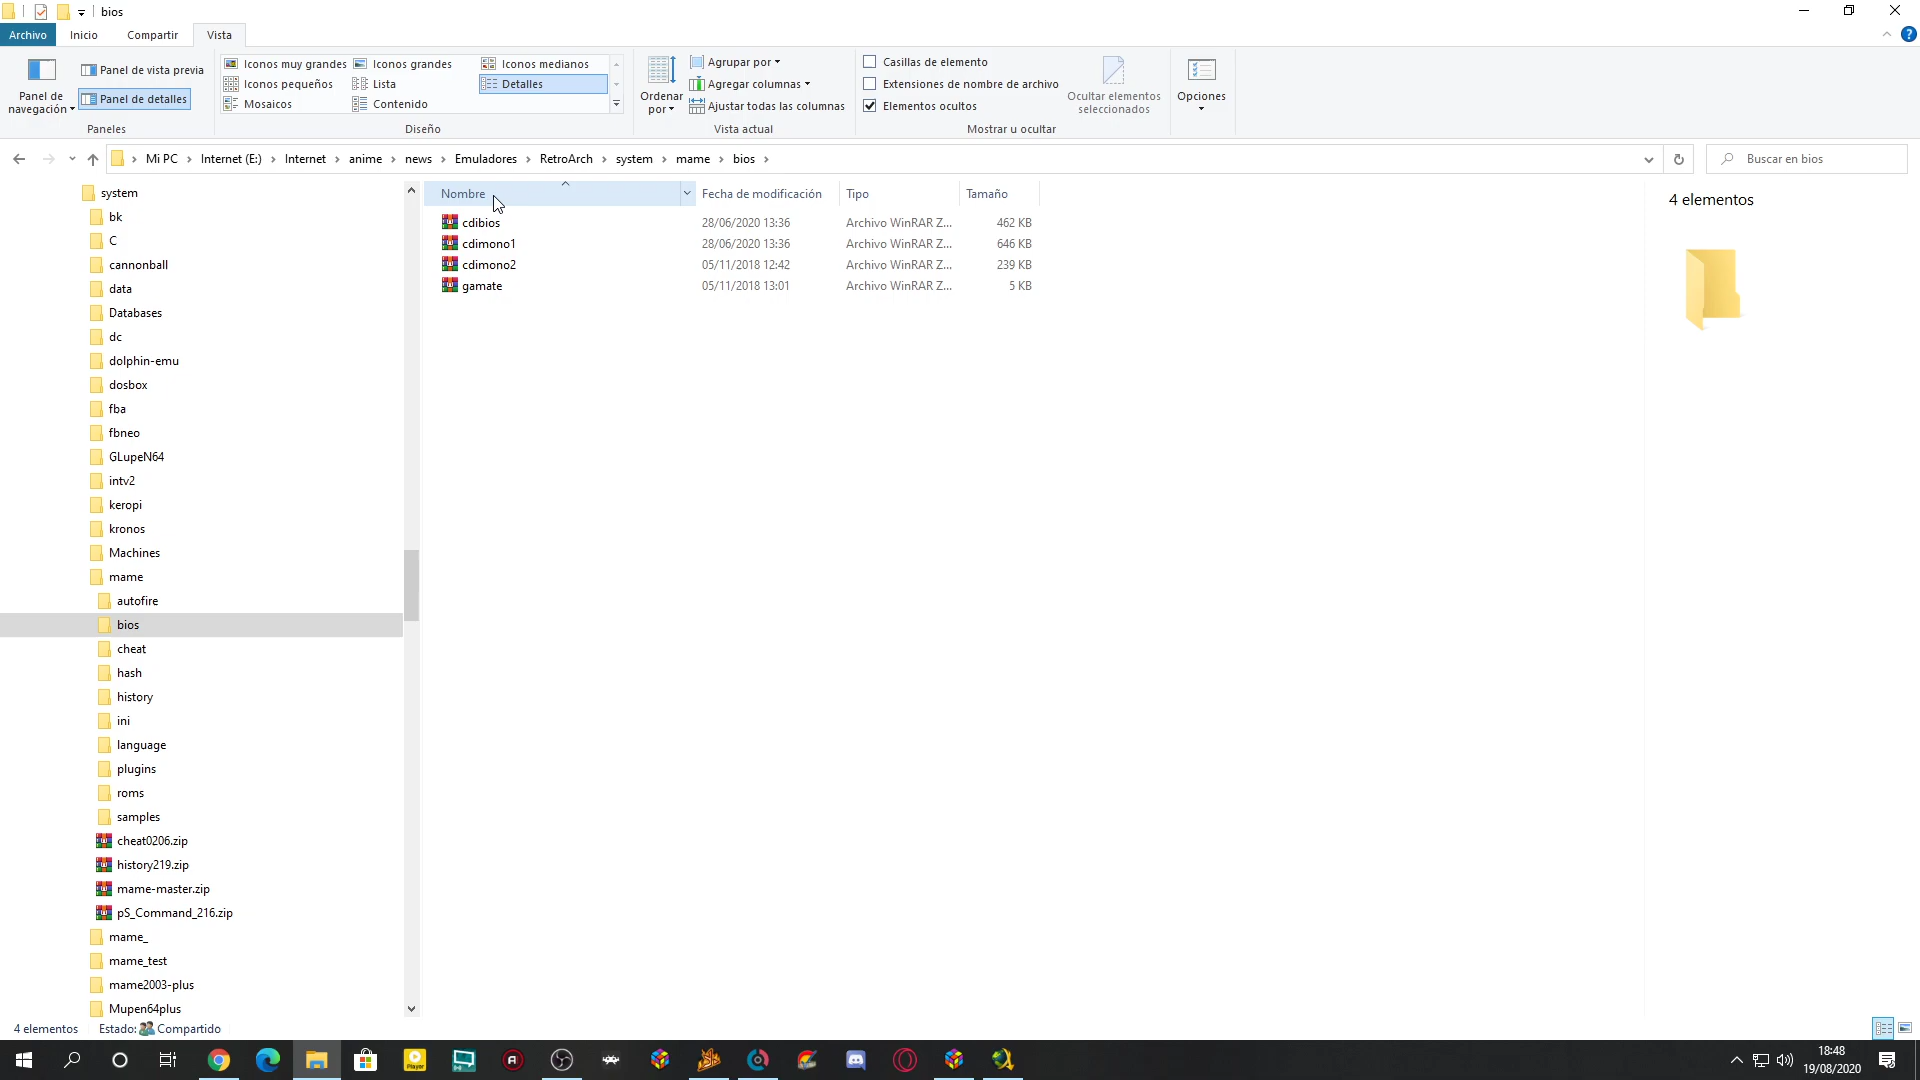 bios
Archivo Inicio Compartir Vista
Panel de navegación
Panel de vista previa
Panel de detalles
Paneles
Iconos muy grandes Iconos grandes Iconos medianos
Iconos pequeños Lista Detalles
Mosaicos Contenido
Diseño
Ordenar por
Agrupar por
Agregar columnas
Ajustar todas las columnas
Vista actual
Casillas de elemento
Extensiones de nombre de archivo
Elementos ocultos
Ocultar elementos seleccionados
Mostrar u ocultar
Opciones
Mi PC > Internet (E:) > Internet > anime > news > Emuladores > RetroArch > system > mame > bios >
Buscar en bios
system
bk
C
cannonball
data
Databases
dc
dolphin-emu
dosbox
fba
fbneo
GLupeN64
intv2
keropi
kronos
Machines
mame
autofire
bios
cheat
hash
history
ini
language
plugins
roms
samples
cheat0206.zip
history219.zip
mame-master.zip
pS_Command_216.zip
mame_
mame_test
mame2003-plus
Mupen64plus
Nombre Fecha de modificación Tipo Tamaño
cdibios 28/06/2020 13:36 Archivo WinRAR Z... 462 KB
cdimono1 28/06/2020 13:36 Archivo WinRAR Z... 646 KB
cdimono2 05/11/2018 12:42 Archivo WinRAR Z... 239 KB
gamate 05/11/2018 13:01 Archivo WinRAR Z... 5 KB
4 elementos
4 elementos Estado: Compartido
Player
18:48
19/08/2020